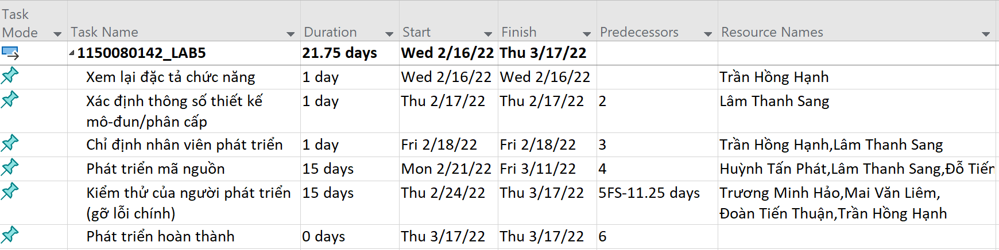 Task
Mode Task Name Duration Start Finish Predecessors Resource Names
1150080142_LAB5 21.75 days Wed 2/16/22 Thu 3/17/22
Xem lại đặc tả chức năng 1 day Wed 2/16/22 Wed 2/16/22 Trần Hồng Hạnh
Xác định thông số thiết kế 1 day Thu 2/17/22 Thu 2/17/22 2 Lâm Thanh Sang
mô-đun/phân cấp
Chỉ định nhân viên phát triển 1 day Fri 2/18/22 Fri 2/18/22 3 Trần Hồng Hạnh,Lâm Thanh Sang
Phát triển mã nguồn 15 days Mon 2/21/22 Fri 3/11/22 4 Huỳnh Tấn Phát,Lâm Thanh Sang,Đỗ Tiến
Kiểm thử của người phát triển 15 days Thu 2/24/22 Thu 3/17/22 5FS-11.25 days Trương Minh Hảo,Mai Văn Liêm,
(gỡ lỗi chính) Đoàn Tiến Thuận,Trần Hồng Hạnh
Phát triển hoàn thành 0 days Thu 3/17/22 Thu 3/17/22 6